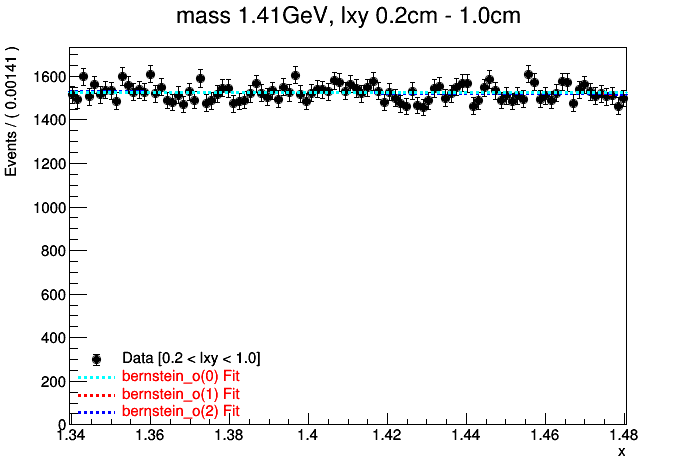 mass 1.41GeV, lxy 0.2cm - 1.0cm
Events / ( 0.00141 )
1600
1400
1200
1000
800
600
400
200
0
Data [0.2 < lxy < 1.0]
bernstein_o(0) Fit
bernstein_o(1) Fit
bernstein_o(2) Fit
1.34 1.36 1.38 1.4 1.42 1.44 1.46 1.48
x